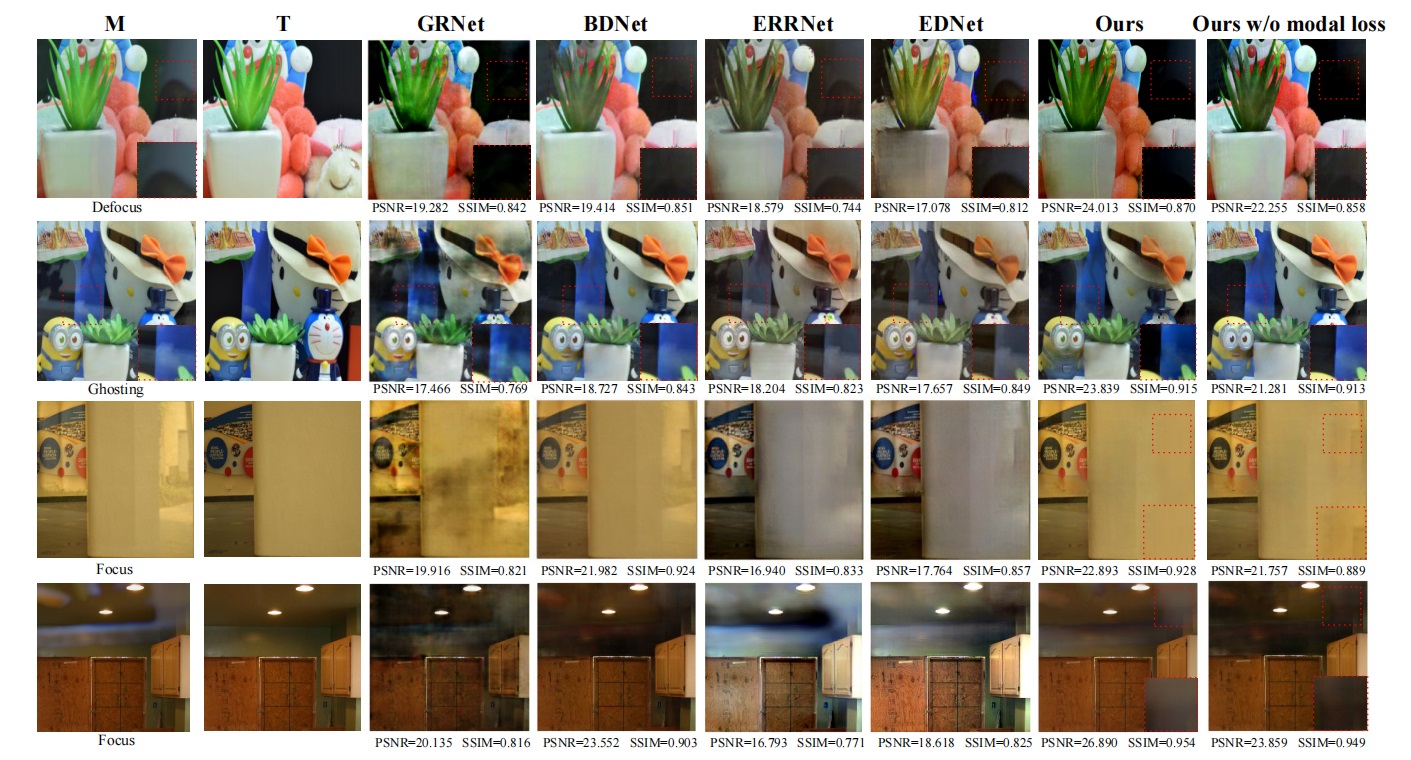 M T GRNet BDNet ERRNet EDNet Ours Ours w/o modal loss
Defocus PSNR=19.282 SSIM=0.842 PSNR=19.414 SSIM=0.851 PSNR=18.579 SSIM=0.744 PSNR=17.078 SSIM=0.812 PSNR=24.013 SSIM=0.870 PSNR=22.255 SSIM=0.858
Ghosting PSNR=17.466 SSIM=0.769 PSNR=18.727 SSIM=0.843 PSNR=18.204 SSIM=0.823 PSNR=17.657 SSIM=0.849 PSNR=23.839 SSIM=0.915 PSNR=21.281 SSIM=0.913
Focus PSNR=19.916 SSIM=0.821 PSNR=21.982 SSIM=0.924 PSNR=16.940 SSIM=0.833 PSNR=17.764 SSIM=0.857 PSNR=22.893 SSIM=0.928 PSNR=21.757 SSIM=0.889
Focus PSNR=20.135 SSIM=0.816 PSNR=23.552 SSIM=0.903 PSNR=16.793 SSIM=0.771 PSNR=18.618 SSIM=0.825 PSNR=26.890 SSIM=0.954 PSNR=23.859 SSIM=0.949